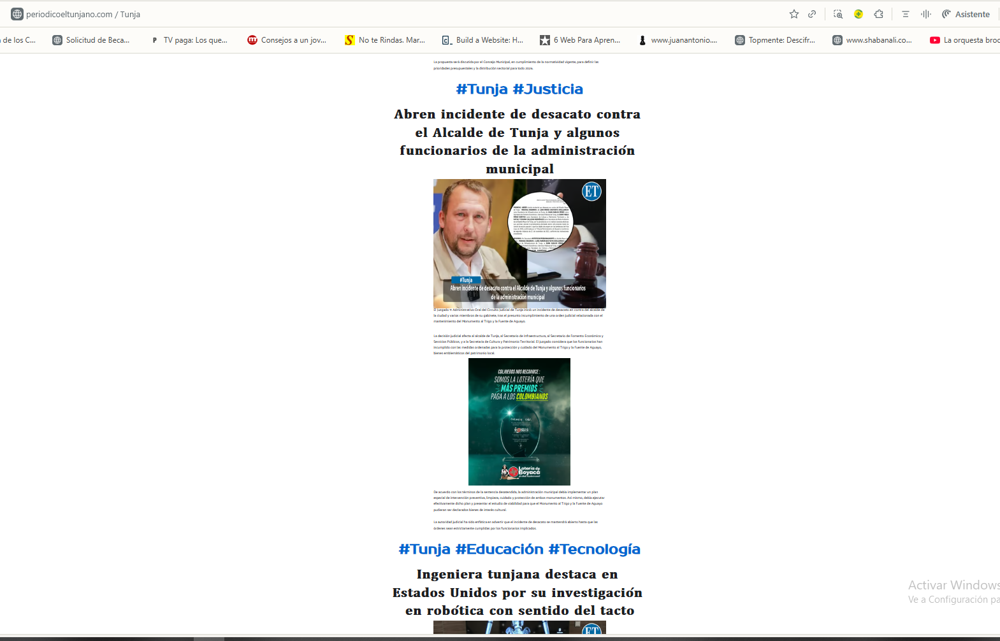 periodicoeltunjano.com / Tunja
Asistente
de los C...
Solicitud de Beca...
P
TV paga: Los que...
Consejos a un jov...
No te Rindas. Mar...
Build a Website: H...
6 Web Para Apren...
www.juanantonio....
Topmente: Descifr...
www.shabanali.co...
La orquesta broc
La propuesta será discutida por el Concejo Municipal, en cumplimiento de la normatividad vigente, para definir las
prioridades presupuestales y la distribución sectorial para todo 2026.
#Tunja #Justicia
Abren incidente de desacato contra
el Alcalde de Tunja y algunos
funcionarios de la administración
municipal
ET
#Tunja
Abren incidente de desacato contra el Alcalde de Tunja y algunos funcionarios
de la administración municipal
El Juzgado 11 Administrativo Oral del Circuito Judicial de Tunja inició un incidente de desacato en contra del alcalde de
la ciudad y varios miembros de su gabinete, tras el presunto incumplimiento de una orden judicial relacionada con el
mantenimiento del Monumento al Trigo y la Fuente de Aguayo.
La decisión judicial afecta al alcalde de Tunja, al Secretario de Infraestructura, al Secretario de Fomento Económico y
Servicios Públicos, y a la Secretaria de Cultura y Patrimonio Territorial. El juzgado considera que los funcionarios han
incumplido con las medidas ordenadas para la protección y cuidado del Monumento al Trigo y la Fuente de Aguayo,
bienes emblemáticos del patrimonio local.
COLJUEGOS NOS RECONOCE:
SOMOS LA LOTERÍA QUE
MÁS PREMIOS
PAGA A LOS COLOMBIANOS
Lotería de
Boyacá
De acuerdo con los términos de la sentencia desatendida, la administración municipal debía implementar un plan
especial de intervención preventiva, limpieza, cuidado y protección de ambos monumentos. Así mismo, debía ejecutar
efectivamente dicho plan y presentar el estudio de viabilidad para que el Monumento al Trigo y la Fuente de Aguayo
pudieran ser declarados bienes de interés cultural.
La autoridad judicial ha sido enfática en advertir que el incidente de desacato se mantendrá abierto hasta que las
órdenes sean estrictamente cumplidas por los funcionarios implicados.
#Tunja #Educación #Tecnología
Ingeniera tunjana destaca en
Estados Unidos por su investigación
en robótica con sentido del tacto
ET
Activar Windows
Ve a Configuración pa